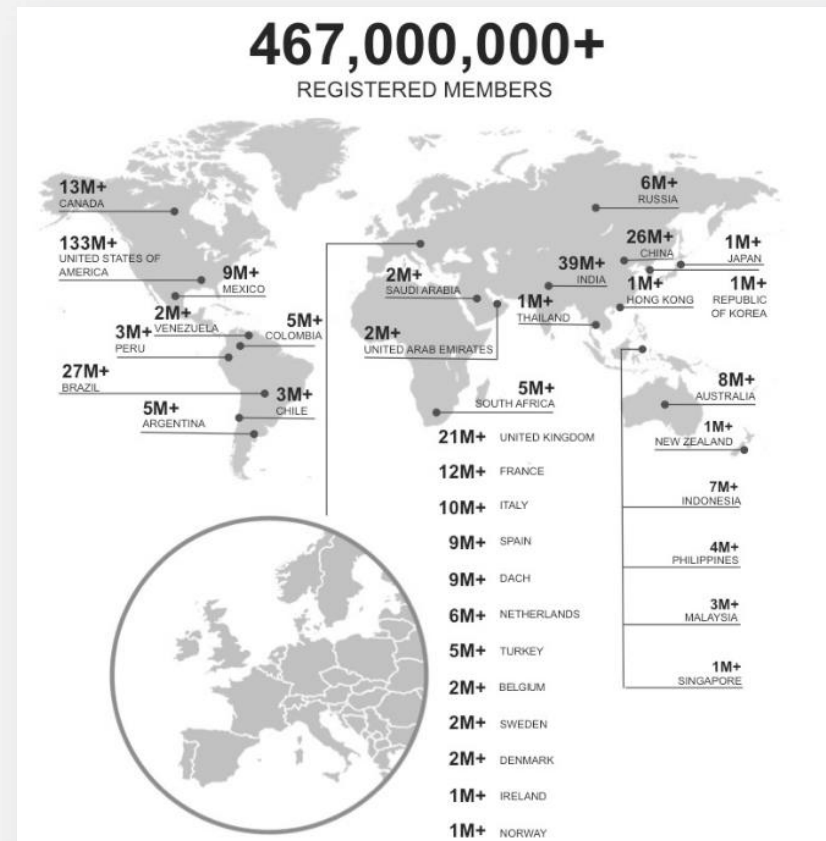 467,000,000+
REGISTERED MEMBERS
13M+
CANADA
133M+
UNITED STATES OF
AMERICA
9M+
MEXICO
2M+
VENEZUELA
5M+
COLOMBIA
3M+
PERU
27M+
BRAZIL
3M+
CHILE
5M+
ARGENTINA
6M+
RUSSIA
26M+
CHINA
1M+
JAPAN
39M+
INDIA
2M+
SAUDI ARABIA
1M+
HONG KONG
1M+
REPUBLIC
OF KOREA
1M+
THAILAND
2M+
UNITED ARAB EMIRATES
5M+
SOUTH AFRICA
8M+
AUSTRALIA
1M+
NEW ZEALAND
21M+ UNITED KINGDOM
12M+ FRANCE
10M+ ITALY
9M+ SPAIN
9M+ DACH
6M+ NETHERLANDS
5M+ TURKEY
2M+ BELGIUM
2M+ SWEDEN
2M+ DENMARK
1M+ IRELAND
1M+ NORWAY
7M+
INDONESIA
4M+
PHILIPPINES
3M+
MALAYSIA
1M+
SINGAPORE